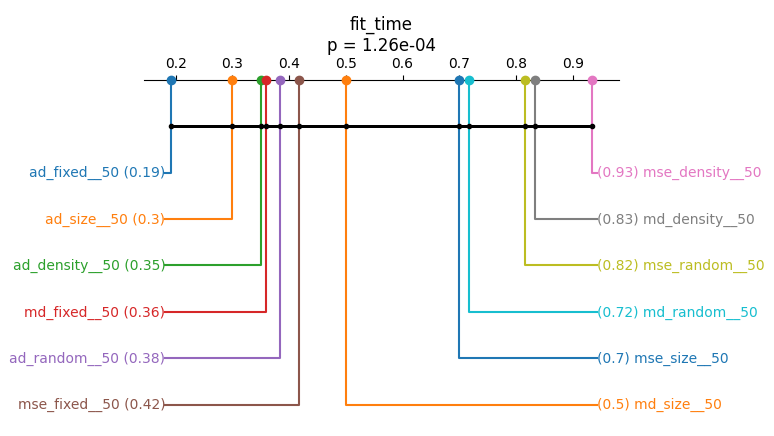 fit_time
p = 1.26e-04
0.2 0.3 0.4 0.5 0.6 0.7 0.8 0.9
ad_fixed__50 (0.19) (0.93) mse_density__50
ad_size__50 (0.3) (0.83) md_density__50
ad_density__50 (0.35) (0.82) mse_random__50
md_fixed__50 (0.36) (0.72) md_random__50
ad_random__50 (0.38) (0.7) mse_size__50
mse_fixed__50 (0.42) (0.5) md_size__50